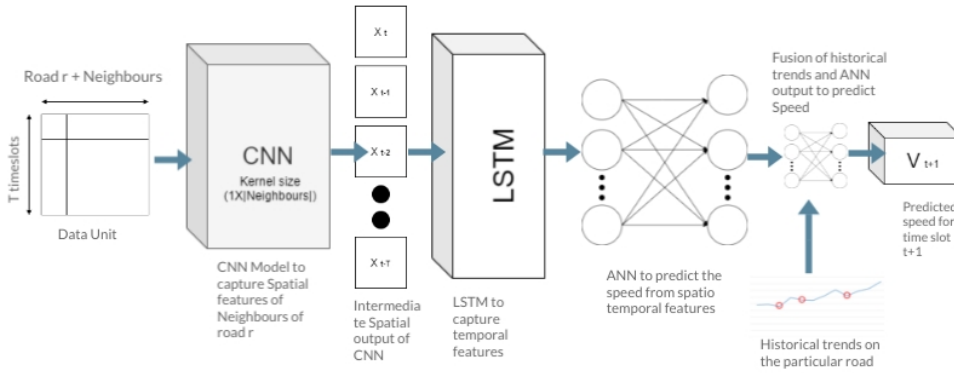 Road r + Neighbours
T timeslots
Data Unit
CNN
Kernel size
(1X|Neighbours|)
CNN Model to
capture Spatial
features of
Neighbours of
road r
X t
X t-1
X t-2
X t-T
Intermedia
te Spatial
output of
CNN
LSTM
LSTM to
capture
temporal
features
ANN to predict the
speed from spatio
temporal features
Fusion of historical
trends and ANN
output to predict
Speed
V t+1
Predicted
speed for
time slot
t+1
Historical trends on
the particular road